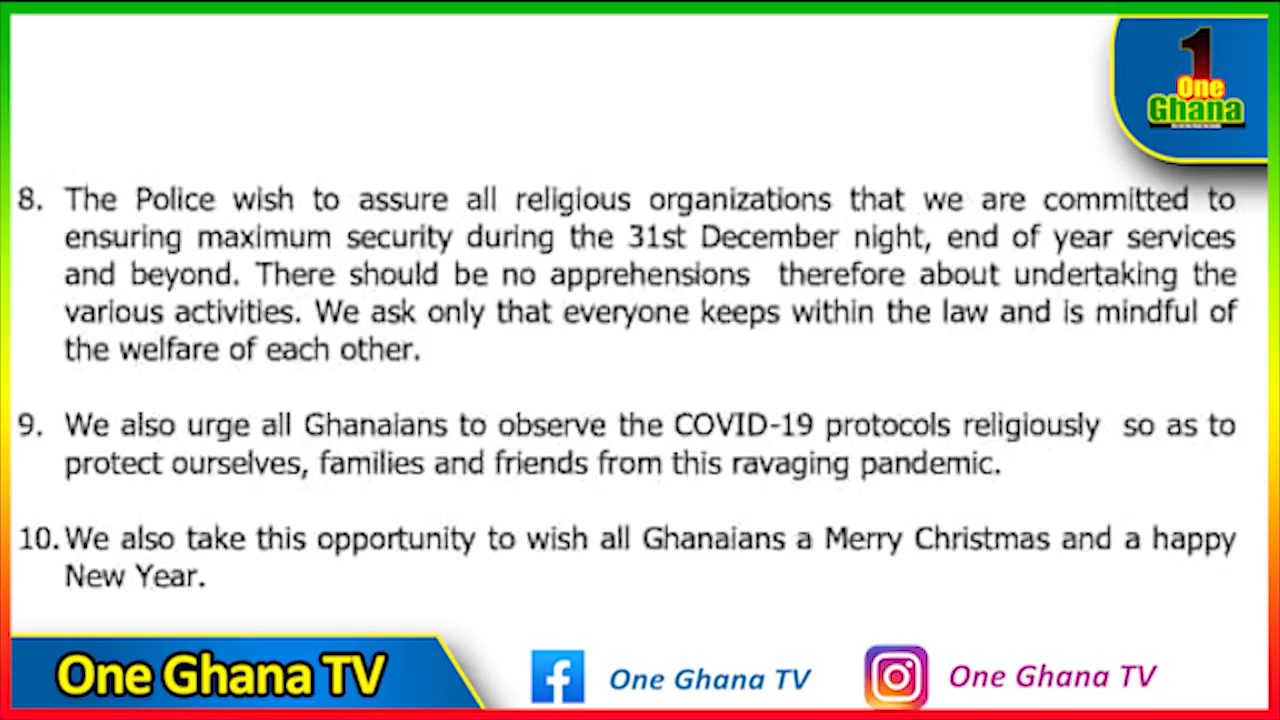 1
One
Ghana
8. The Police wish to assure all religious organizations that we are committed to
ensuring maximum security during the 31st December night, end of year services
and beyond. There should be no apprehensions therefore about undertaking the
various activities. We ask only that everyone keeps within the law and is mindful of
the welfare of each other.
9. We also urge all Ghanaians to observe the COVID-19 protocols religiously so as to
protect ourselves, families and friends from this ravaging pandemic.
10. We also take this opportunity to wish all Ghanaians a Merry Christmas and a happy
New Year.
One Ghana TV
One Ghana TV
One Ghana TV